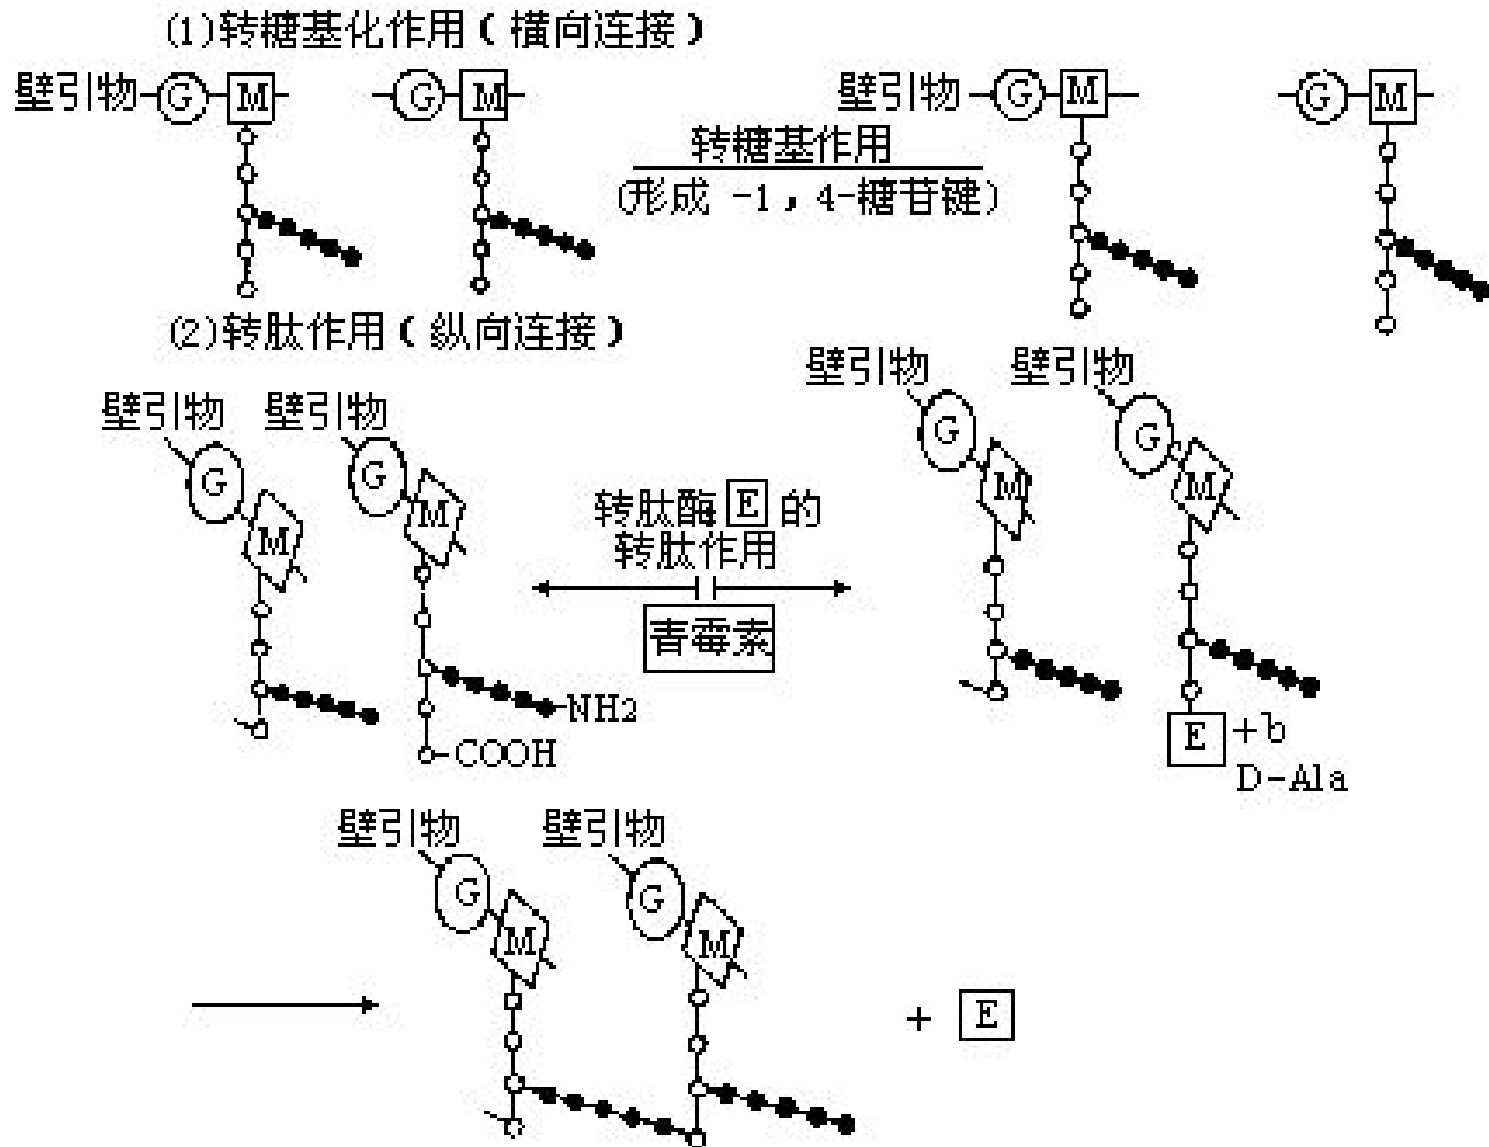 (1)转糖基化作用(横向连接)
壁引物 G M G M 壁引物 G M G M
转糖基作用
(形成 -1,4-糖苷键)
(2)转肽作用(纵向连接)
壁引物 壁引物 壁引物 壁引物
G M G M G M G M
转肽酶 E 的
转肽作用
青霉素
NH2
COOH
E +b
D-Ala
壁引物 壁引物
G M G M
+ E